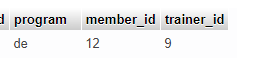 d program member_id trainer_id
de 12 9